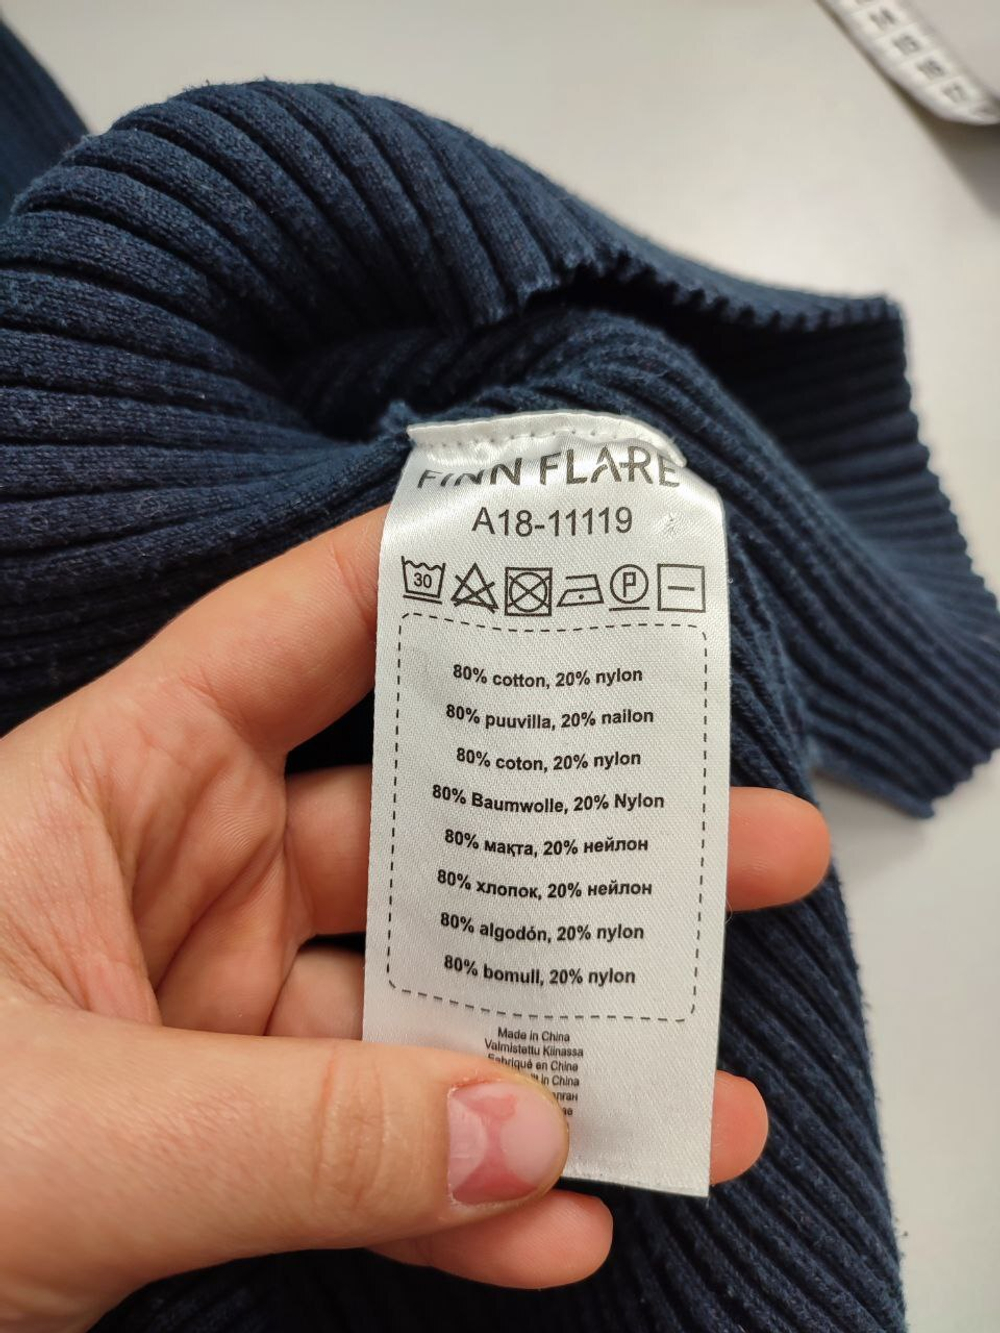 FINN FLARE
A18-11119
30 P
80% cotton, 20% nylon
80% puuvilla, 20% nailon
80% coton, 20% nylon
80% Baumwolle, 20% Nylon
80% мақта, 20% нейлон
80% хлопок, 20% нейлон
80% algodón, 20% nylon
80% bomull, 20% nylon
Made in China
Valmistettu Kiinassa
Fabriqué en China
in China